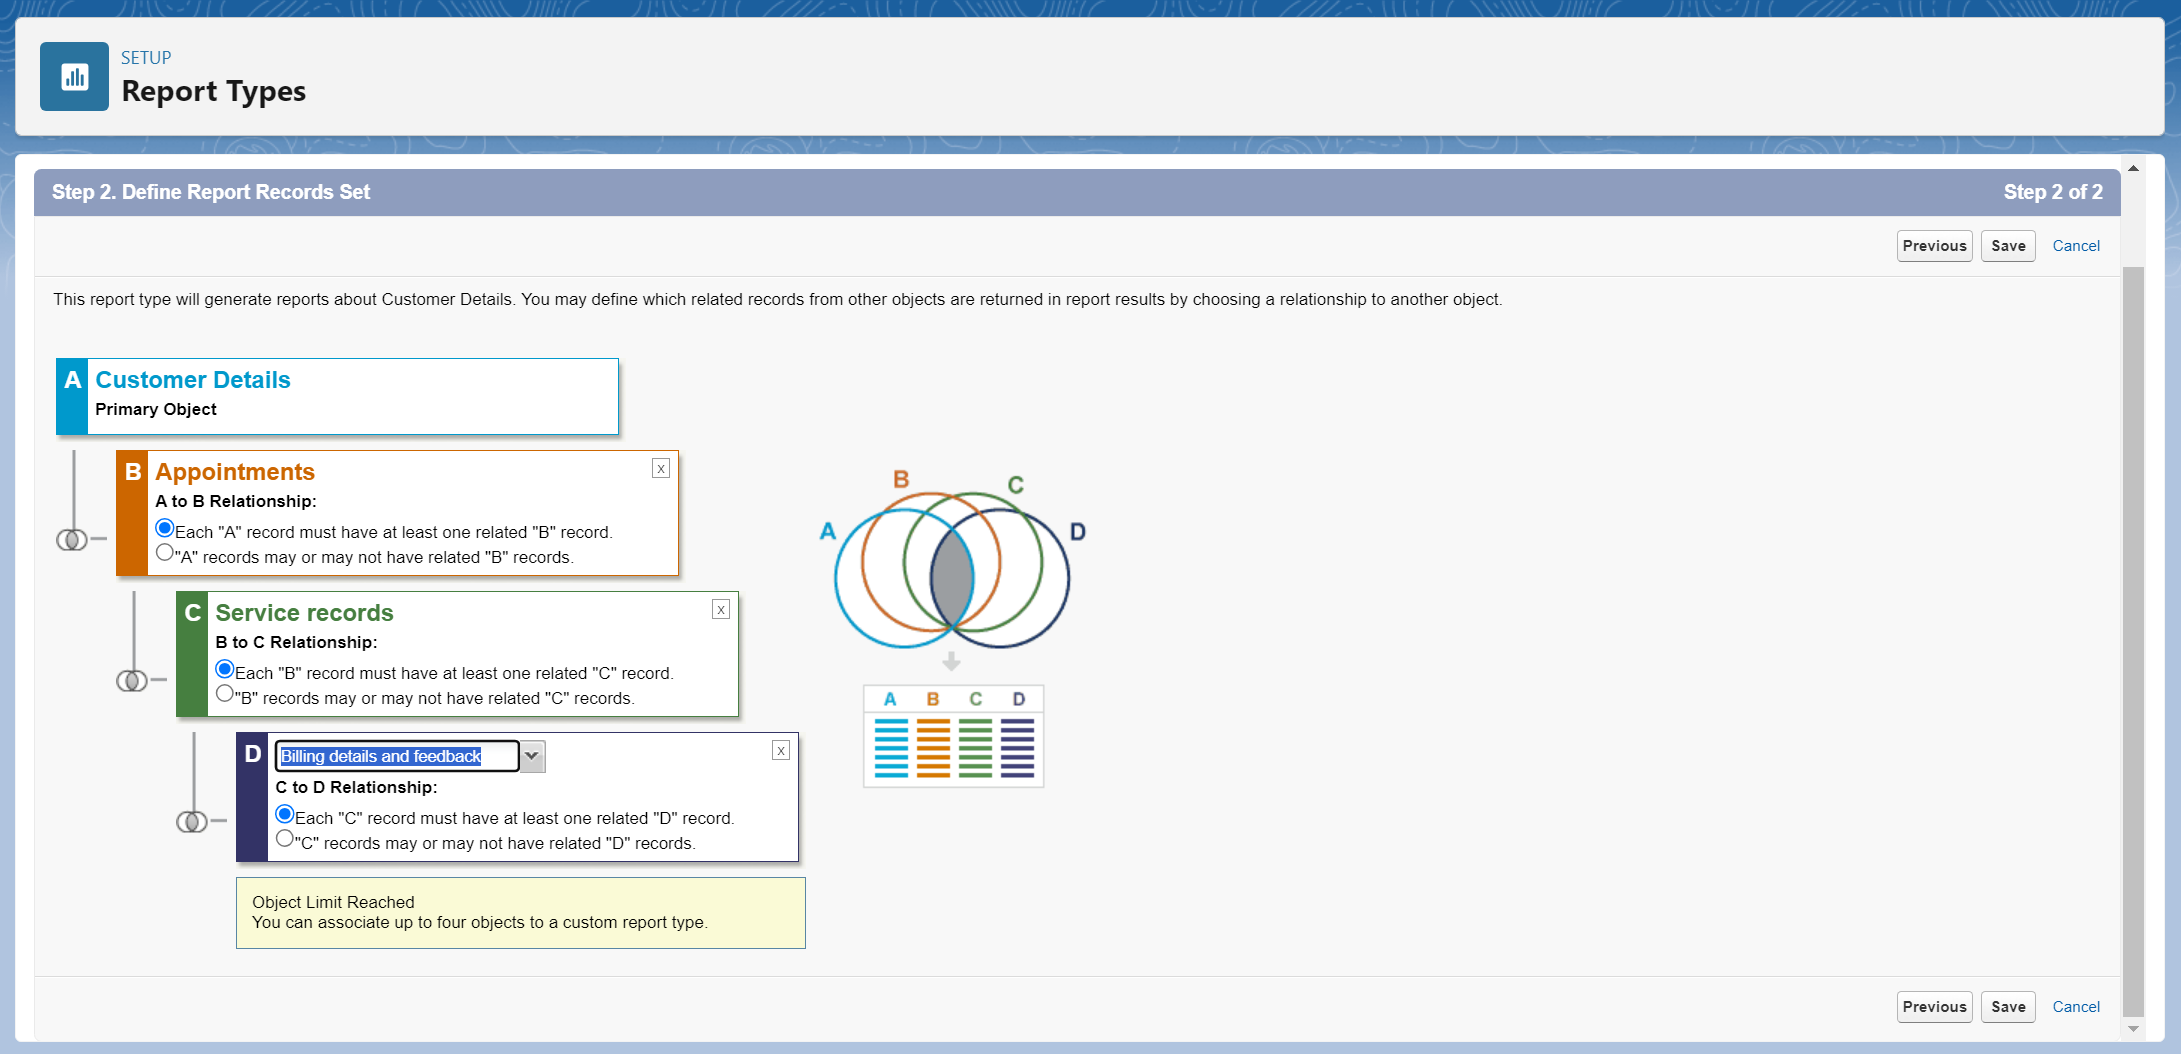 SETUP
Report Types
Step 2. Define Report Records Set
Step 2 of 2
Previous
Save
Cancel
This report type will generate reports about Customer Details. You may define which related records from other objects are returned in report results by choosing a relationship to another object.
A
Customer Details
Primary Object
B
Appointments
x
A to B Relationship:
Each "A" record must have at least one related "B" record.
"A" records may or may not have related "B" records.
C
Service records
x
B to C Relationship:
Each "B" record must have at least one related "C" record.
"B" records may or may not have related "C" records.
D
Billing details and feedback
x
C to D Relationship:
Each "C" record must have at least one related "D" record.
"C" records may or may not have related "D" records.
Object Limit Reached
You can associate up to four objects to a custom report type.
B
C
A
D
A B C D
Previous
Save
Cancel